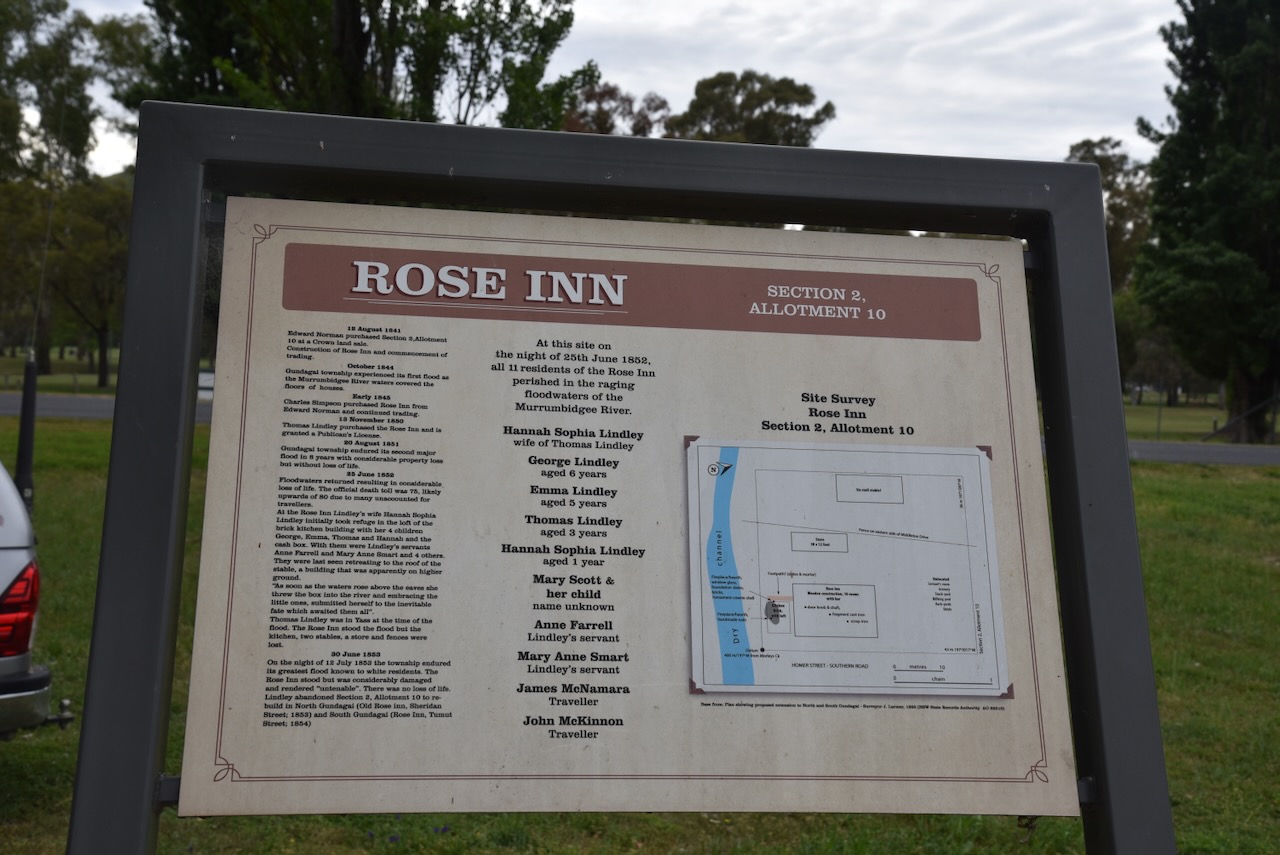 ROSE INN
SECTION 2,
ALLOTMENT 10
12 August 1841
Edward Norman purchased Section 2,Allotment
10 at a Crown land sale.
Construction of Rose Inn and commencement of
trading.
October 1844
Gundagai township experienced its first flood as
the Murrumbidgee River waters covered the
floors of houses.
Early 1845
Charles Simpson purchased Rose Inn from
Edward Norman and continued trading.
18 November 1850
Thomas Lindley purchased the Rose Inn and is
granted a Publican's License.
20 August 1851
Gundagai township endured its second major
flood in 8 years with considerable property loss
but without loss of life.
25 June 1852
Floodwaters returned resulting in considerable
loss of life. The official death toll was 75, likely
upwards of 80 due to many unaccounted for
travellers.
At the Rose Inn Lindley's wife Hannah Sophia
Lindley initially took refuge in the loft of the
brick kitchen building with her 4 children
George, Emma, Thomas and Hannah and the
cash box. With them were Lindley's servants
Anne Farrell and Mary Anne Smart and 4 others.
They were last seen retreating to the roof of the
stable, a building that was apparently on higher
ground.
"As soon as the waters rose above the eaves she
threw the box into the river and embracing the
little ones, submitted herself to the inevitable
fate which awaited them all".
Thomas Lindley was in Yass at the time of the
flood. The Rose Inn stood the flood but the
kitchen, two stables, a store and fences were
lost.
30 June 1853
On the night of 12 July 1853 the township endured
its greatest flood known to white residents. The
Rose Inn stood but was considerably damaged
and rendered "untenable". There was no loss of life.
Lindley abandoned Section 2, Allotment 10 to re-
build in North Gundagai (Old Rose inn, Sheridan
Street; 1853) and South Gundagai (Rose Inn, Tumut
Street; 1854)
At this site on
the night of 25th June 1852,
all 11 residents of the Rose Inn
perished in the raging
floodwaters of the
Murrumbidgee River.
Hannah Sophia Lindley
wife of Thomas Lindley
George Lindley
aged 6 years
Emma Lindley
aged 5 years
Thomas Lindley
aged 3 years
Hannah Sophia Lindley
aged 1 year
Mary Scott &
her child
name unknown
Anne Farrell
Lindley's servant
Mary Anne Smart
Lindley's servant
James McNamara
Traveller
John McKinnon
Traveller
Site Survey
Rose Inn
Section 2, Allotment 10
N
channel
DRY
Store
Rose Inn
Section 2, Allotment 10
HOMER STREET - SOUTHERN ROAD
0 metres 10
0 chain 1